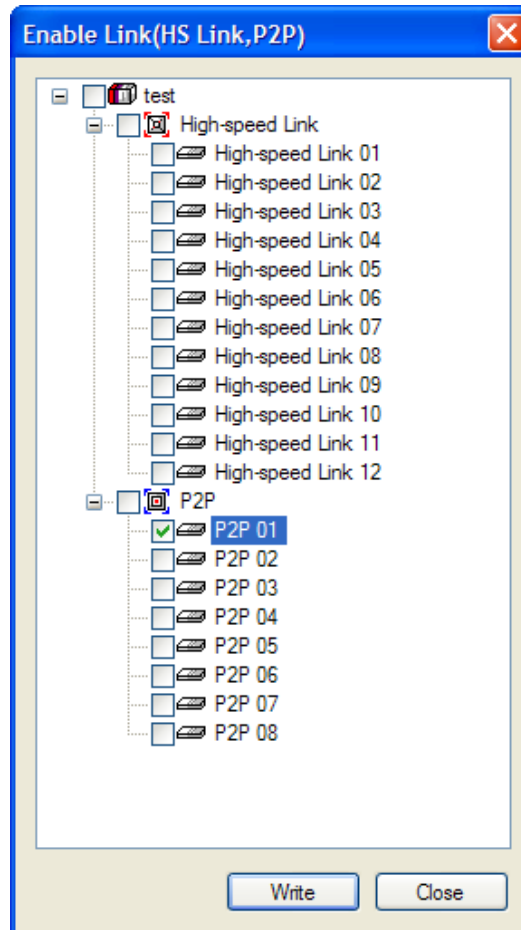 Enable Link(HS Link,P2P)
test
High-speed Link
High-speed Link 01
High-speed Link 02
High-speed Link 03
High-speed Link 04
High-speed Link 05
High-speed Link 06
High-speed Link 07
High-speed Link 08
High-speed Link 09
High-speed Link 10
High-speed Link 11
High-speed Link 12
P2P
P2P 01
P2P 02
P2P 03
P2P 04
P2P 05
P2P 06
P2P 07
P2P 08
Write Close